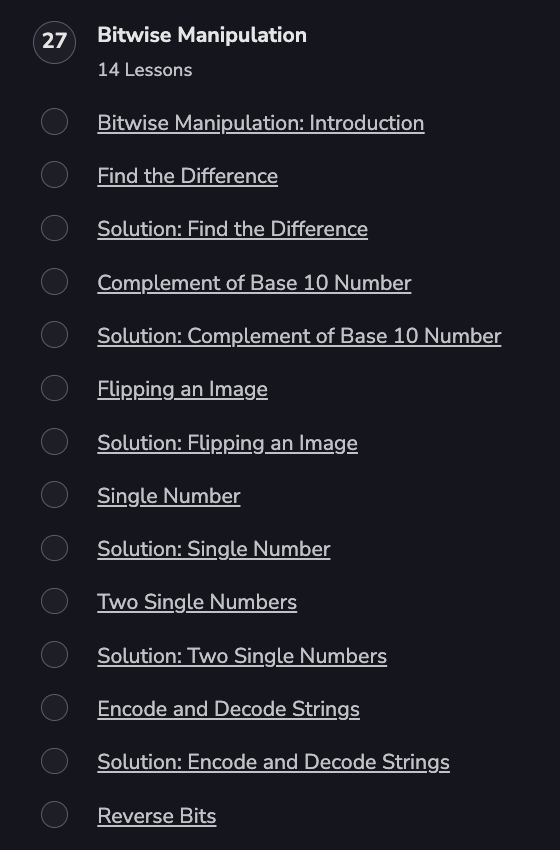 27
Bitwise Manipulation
14 Lessons
Bitwise Manipulation: Introduction
Find the Difference
Solution: Find the Difference
Complement of Base 10 Number
Solution: Complement of Base 10 Number
Flipping an Image
Solution: Flipping an Image
Single Number
Solution: Single Number
Two Single Numbers
Solution: Two Single Numbers
Encode and Decode Strings
Solution: Encode and Decode Strings
Reverse Bits